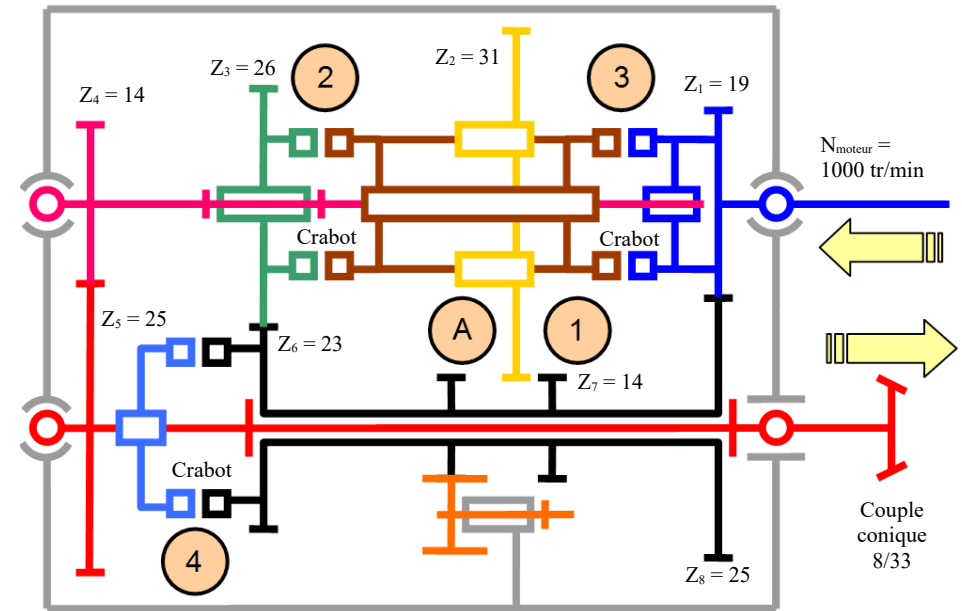 Z₃ = 26
2
Z₂ = 31
3
Z₁ = 19
Z₄ = 14
Nmoteur =
1000 tr/min
Crabot
Crabot
Z₅ = 25
A
1
Z₆ = 23
Z₇ = 14
Crabot
4
Z₈ = 25
Couple
conique
8/33